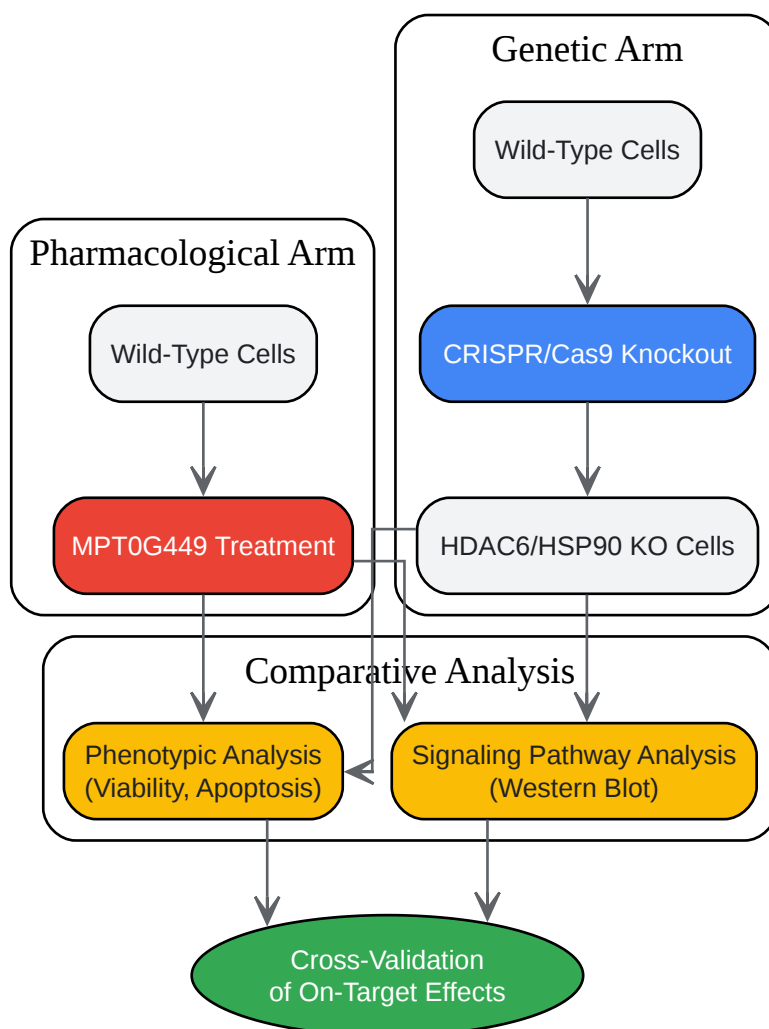 Genetic Arm
Wild-Type Cells
Pharmacological Arm
Wild-Type Cells
CRISPR/Cas9 Knockout
MPT0G449 Treatment
HDAC6/HSP90 KO Cells
Comparative Analysis
Phenotypic Analysis
(Viability, Apoptosis)
Signaling Pathway Analysis
(Western Blot)
Cross-Validation
of On-Target Effects